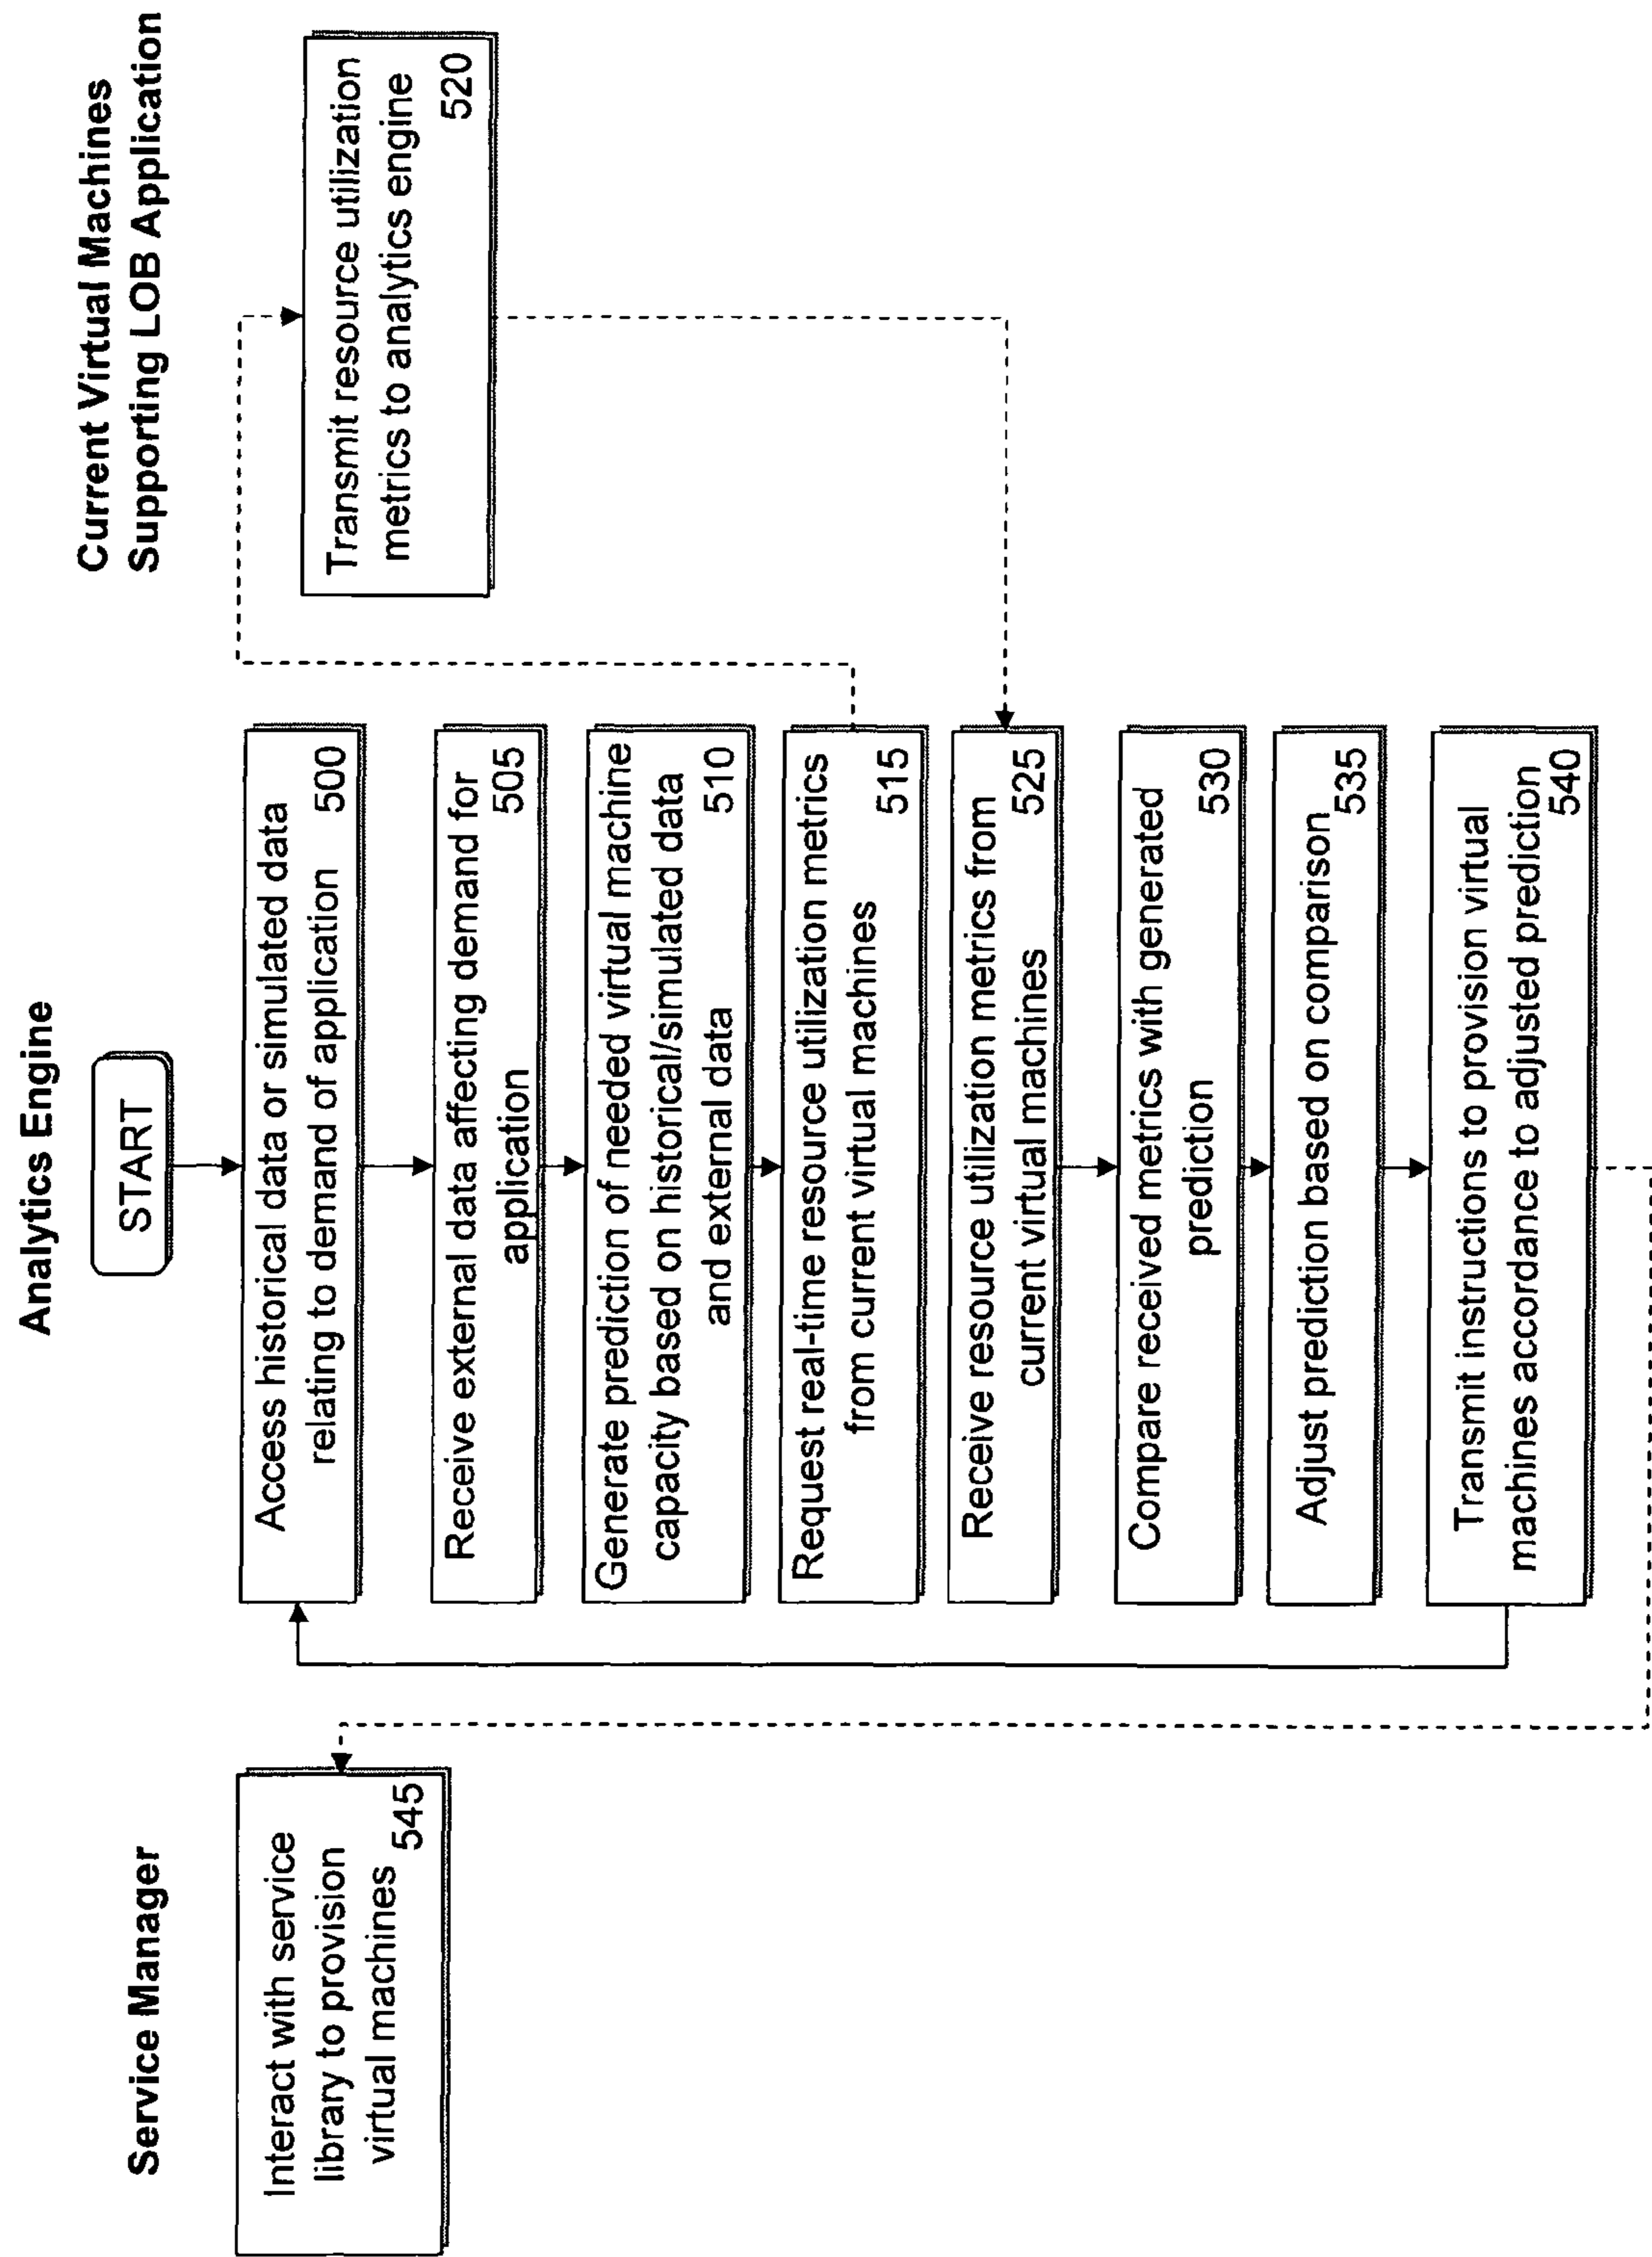 Service Manager
Interact with service
library to provision
virtual machines
545
Analytics Engine
START
Access historical data or simulated data
relating to demand of application
500
Receive external data affecting demand for
application
505
Generate prediction of needed virtual machine
capacity based on historical/simulated data
and external data
510
Request real-time resource utilization metrics
from current virtual machines
515
Receive resource utilization metrics from
current virtual machines
525
Compare received metrics with generated
prediction
530
Adjust prediction based on comparison
535
Transmit instructions to provision virtual
machines accordance to adjusted prediction
540
Current Virtual Machines
Supporting LOB Application
Transmit resource utilization
metrics to analytics engine
520